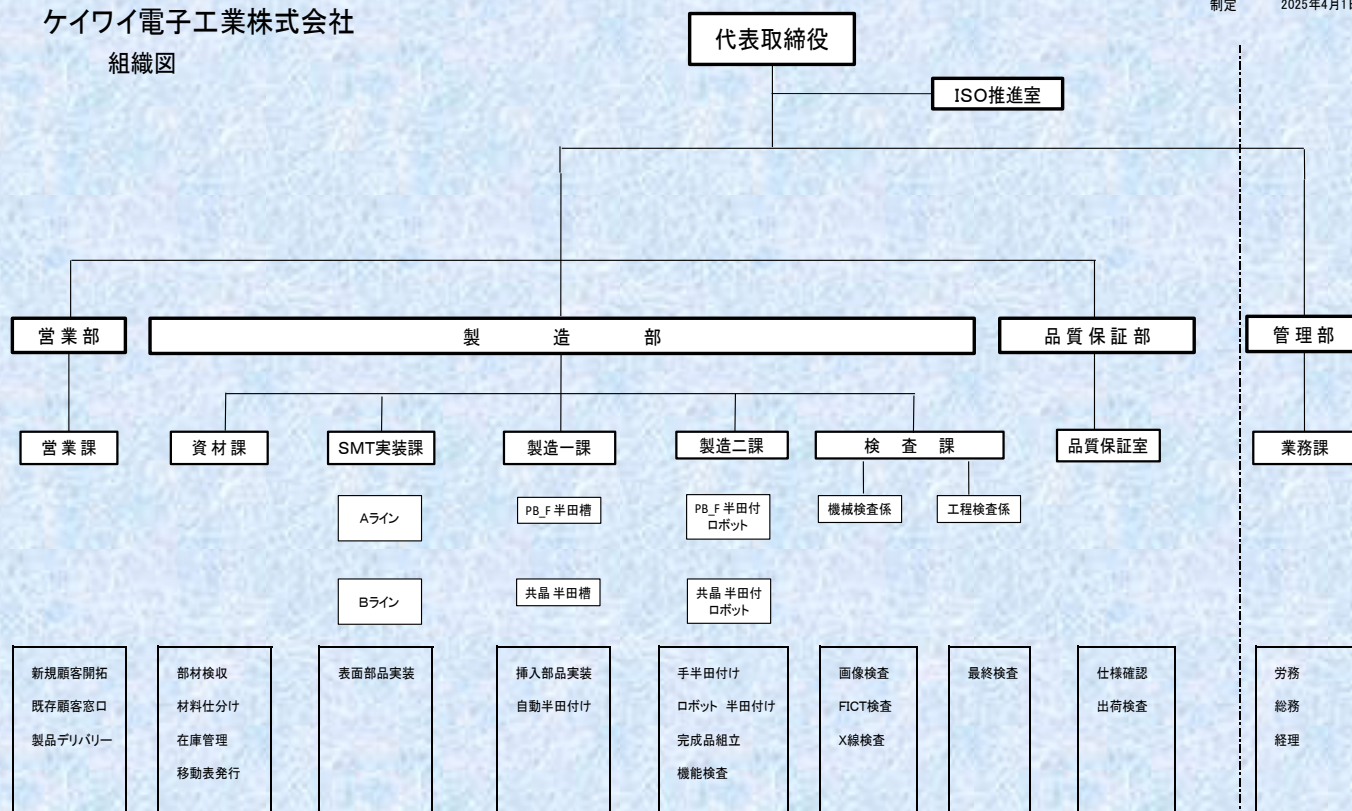 ケイワイ電子工業株式会社
組織図
制定 2025年4月1日
代表取締役
ISO推進室
営業部
製造部
品質保証部
管理部
営業課
資材課
SMT実装課
製造一課
製造二課
検査課
品質保証室
業務課
Aライン
PB_F 半田槽
PB_F 半田付
ロボット
機械検査係
工程検査係
Bライン
共晶 半田槽
共晶 半田付
ロボット
新規顧客開拓
既存顧客窓口
製品デリバリー
部材検収
材料仕分け
在庫管理
移動表発行
表面部品実装
挿入部品実装
自動半田付け
手半田付け
ロボット 半田付け
完成品組立
機能検査
画像検査
FICT検査
X線検査
最終検査
仕様確認
出荷検査
労務
総務
経理